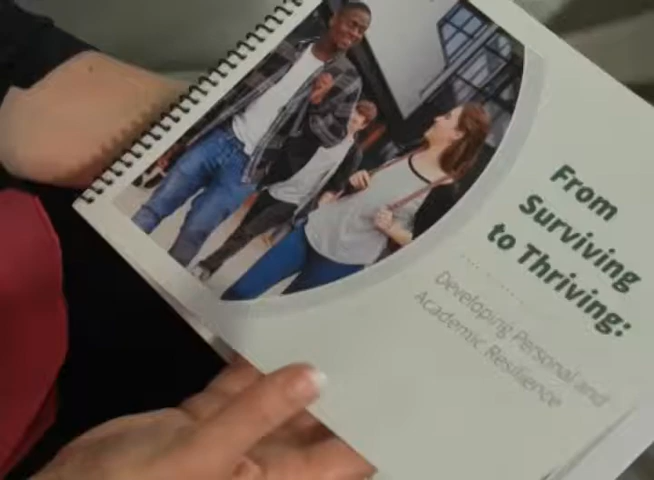 From
Surviving
to Thriving:
Developing Personal and
Academic Resilience